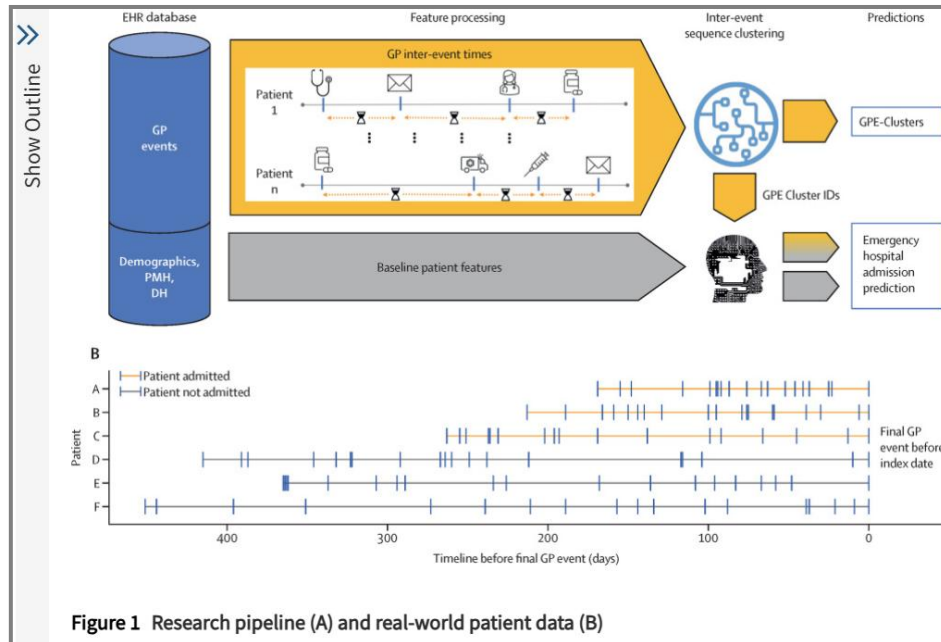 Show Outline
EHR database
Feature processing
Inter-event
sequence clustering
Predictions
GP inter-event times
Patient
1
Patient
n
GP
events
GPE-Clusters
GPE Cluster IDs
Demographics,
PMH,
DH
Baseline patient features
Emergency
hospital
admission
prediction
B
Patient admitted
Patient not admitted
Patient
A
B
C
D
E
F
Final GP
event before
index date
400
300
200
100
0
Timeline before final GP event (days)
Figure 1 Research pipeline (A) and real-world patient data (B)